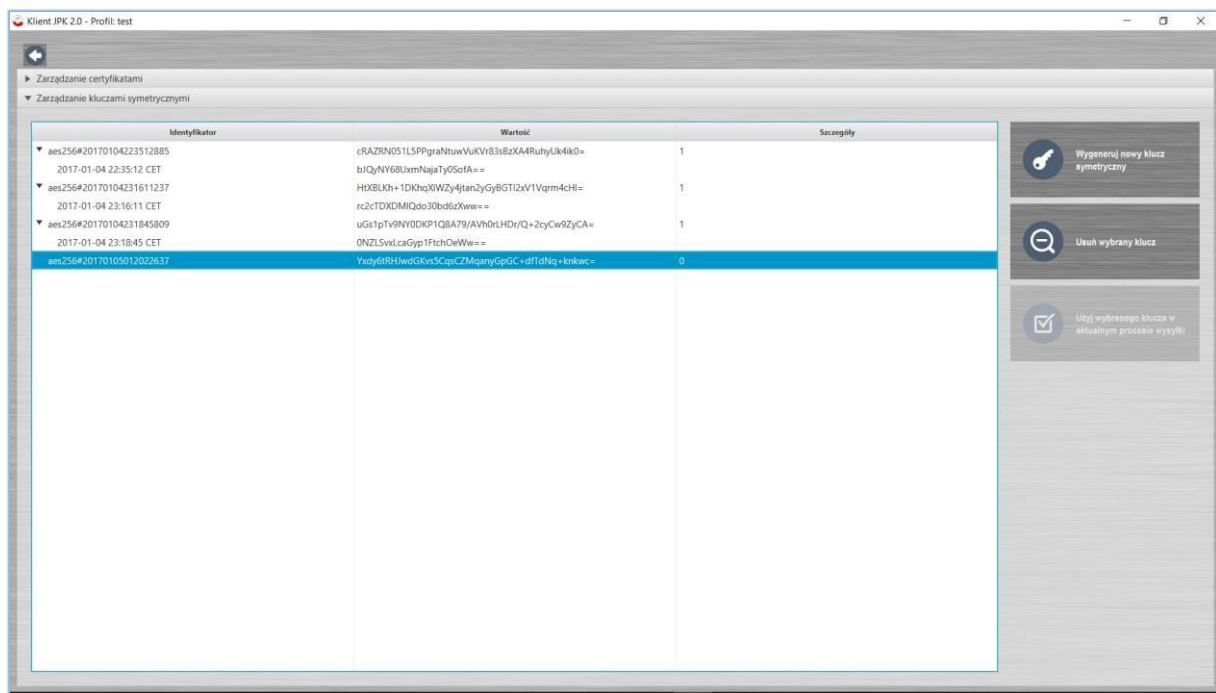 Klient JPK 2.0 - Profil: test
Zarządzanie certyfikatami
Zarządzanie kluczami symetrycznymi
Identyfikator Wartość Szczegóły
aes256#20170104223512885 cRAZRN051L5PPgraNtuwVuKVr83sBzXA4RuhyUk4ik0= 1
2017-01-04 22:35:12 CET bJQyNY68UxmNajaTy0SofA==
aes256#20170104231611237 HtXBLKh+1DKhqXiWZy4jtan2yGyBGTl2xV1Vqrm4cHI= 1
2017-01-04 23:16:11 CET rc2cTDXDMIQdo30bd6zXww==
aes256#20170104231845809 uGs1pTv9NY0DKP1Q8A79/AVh0rLHDr/Q+2cyCw9ZyCA= 1
2017-01-04 23:18:45 CET 0NZLSvxLcaGyp1FtchOeWw==
aes256#20170105012022637 Yxdy6tRHJwdGKvs5CqsCZMqanyGpGC+dfTdNq+knkwc= 0
Wygeneruj nowy klucz
symetryczny
Usuń wybrany klucz
Użyj wybranego klucza w
aktualnym procesie wysyłki